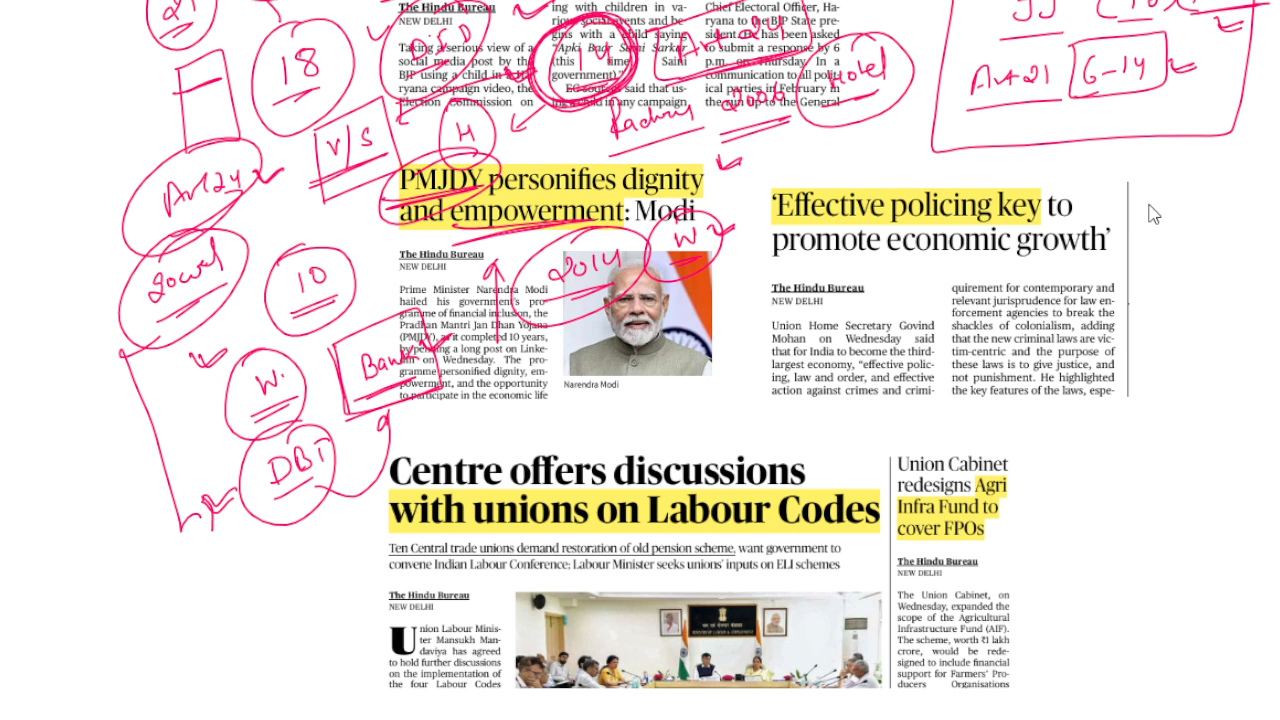 The Hindu Bureau
NEW DELHI
Taking a serious view of a
social media post by the
BJP using a child in
ryana campaign video, the
Election Commission on
ing with children in va-
rious social events and be-
gins with a child saying
"Apki Baar Saini Sarkar
(this time, Saini
government)."
EC sources said that us-
ing a child in any campaign
Chief Electoral Officer, Ha-
ryana to the BJP State pre-
sident. He has been asked
to submit a response by 6
p.m. on Thursday. In a
communication to all polit-
ical parties in February in
the run up to the General
21
18
14
H
V/S
Art 24
2006
Hotel
Art 21 6-14
PMJDY personifies dignity
and empowerment: Modi
The Hindu Bureau
NEW DELHI
Prime Minister Narendra Modi
hailed his government's pro-
gramme of financial inclusion, the
Pradhan Mantri Jan Dhan Yojana
(PMJDY), as it completed 10 years,
by penning a long post on Linke-
dIn on Wednesday. The pro-
gramme personified dignity, em-
powerment, and the opportunity
to participate in the economic life
Narendra Modi
2014
W
10
Bank
W.
DBT
'Effective policing key to
promote economic growth'
The Hindu Bureau
NEW DELHI
Union Home Secretary Govind
Mohan on Wednesday said
that for India to become the third-
largest economy, "effective polic-
ing, law and order, and effective
action against crimes and crimi-
quirement for contemporary and
relevant jurisprudence for law en-
forcement agencies to break the
shackles of colonialism, adding
that the new criminal laws are vic-
tim-centric and the purpose of
these laws is to give justice, and
not punishment. He highlighted
the key features of the laws, espe-
Centre offers discussions
with unions on Labour Codes
Ten Central trade unions demand restoration of old pension scheme, want government to
convene Indian Labour Conference; Labour Minister seeks unions' inputs on ELI schemes
The Hindu Bureau
NEW DELHI
Union Labour Minis-
ter Mansukh Man-
daviya has agreed
to hold further discussions
on the implementation of
the four Labour Codes
Union Cabinet
redesigns Agri
Infra Fund to
cover FPOs
The Hindu Bureau
NEW DELHI
The Union Cabinet, on
Wednesday, expanded the
scope of the Agricultural
Infrastructure Fund (AIF).
The scheme, worth ₹1 lakh
crore, would be rede-
signed to include financial
support for Farmers' Pro-
ducers Organisations